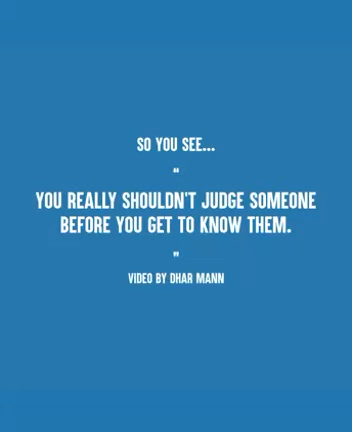 SO YOU SEE...
"
YOU REALLY SHOULDN'T JUDGE SOMEONE
BEFORE YOU GET TO KNOW THEM.
"
VIDEO BY DHAR MANN